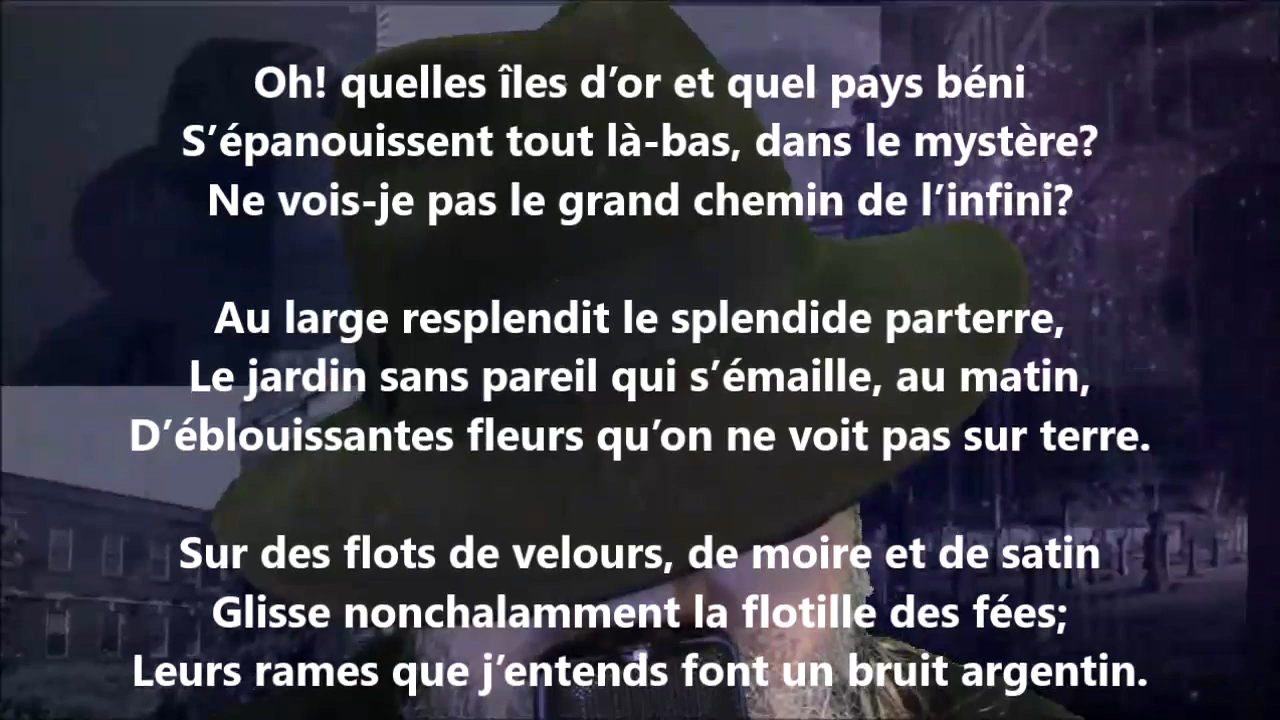 Oh! quelles îles d’or et quel pays béni
S’épanouissent tout là-bas, dans le mystère?
Ne vois-je pas le grand chemin de l’infini?
Au large resplendit le splendide parterre,
Le jardin sans pareil qui s’émaille, au matin,
D’éblouissantes fleurs qu’on ne voit pas sur terre.
Sur des flots de velours, de moire et de satin
Glisse nonchalamment la flotille des fées;
Leurs rames que j’entends font un bruit argentin.